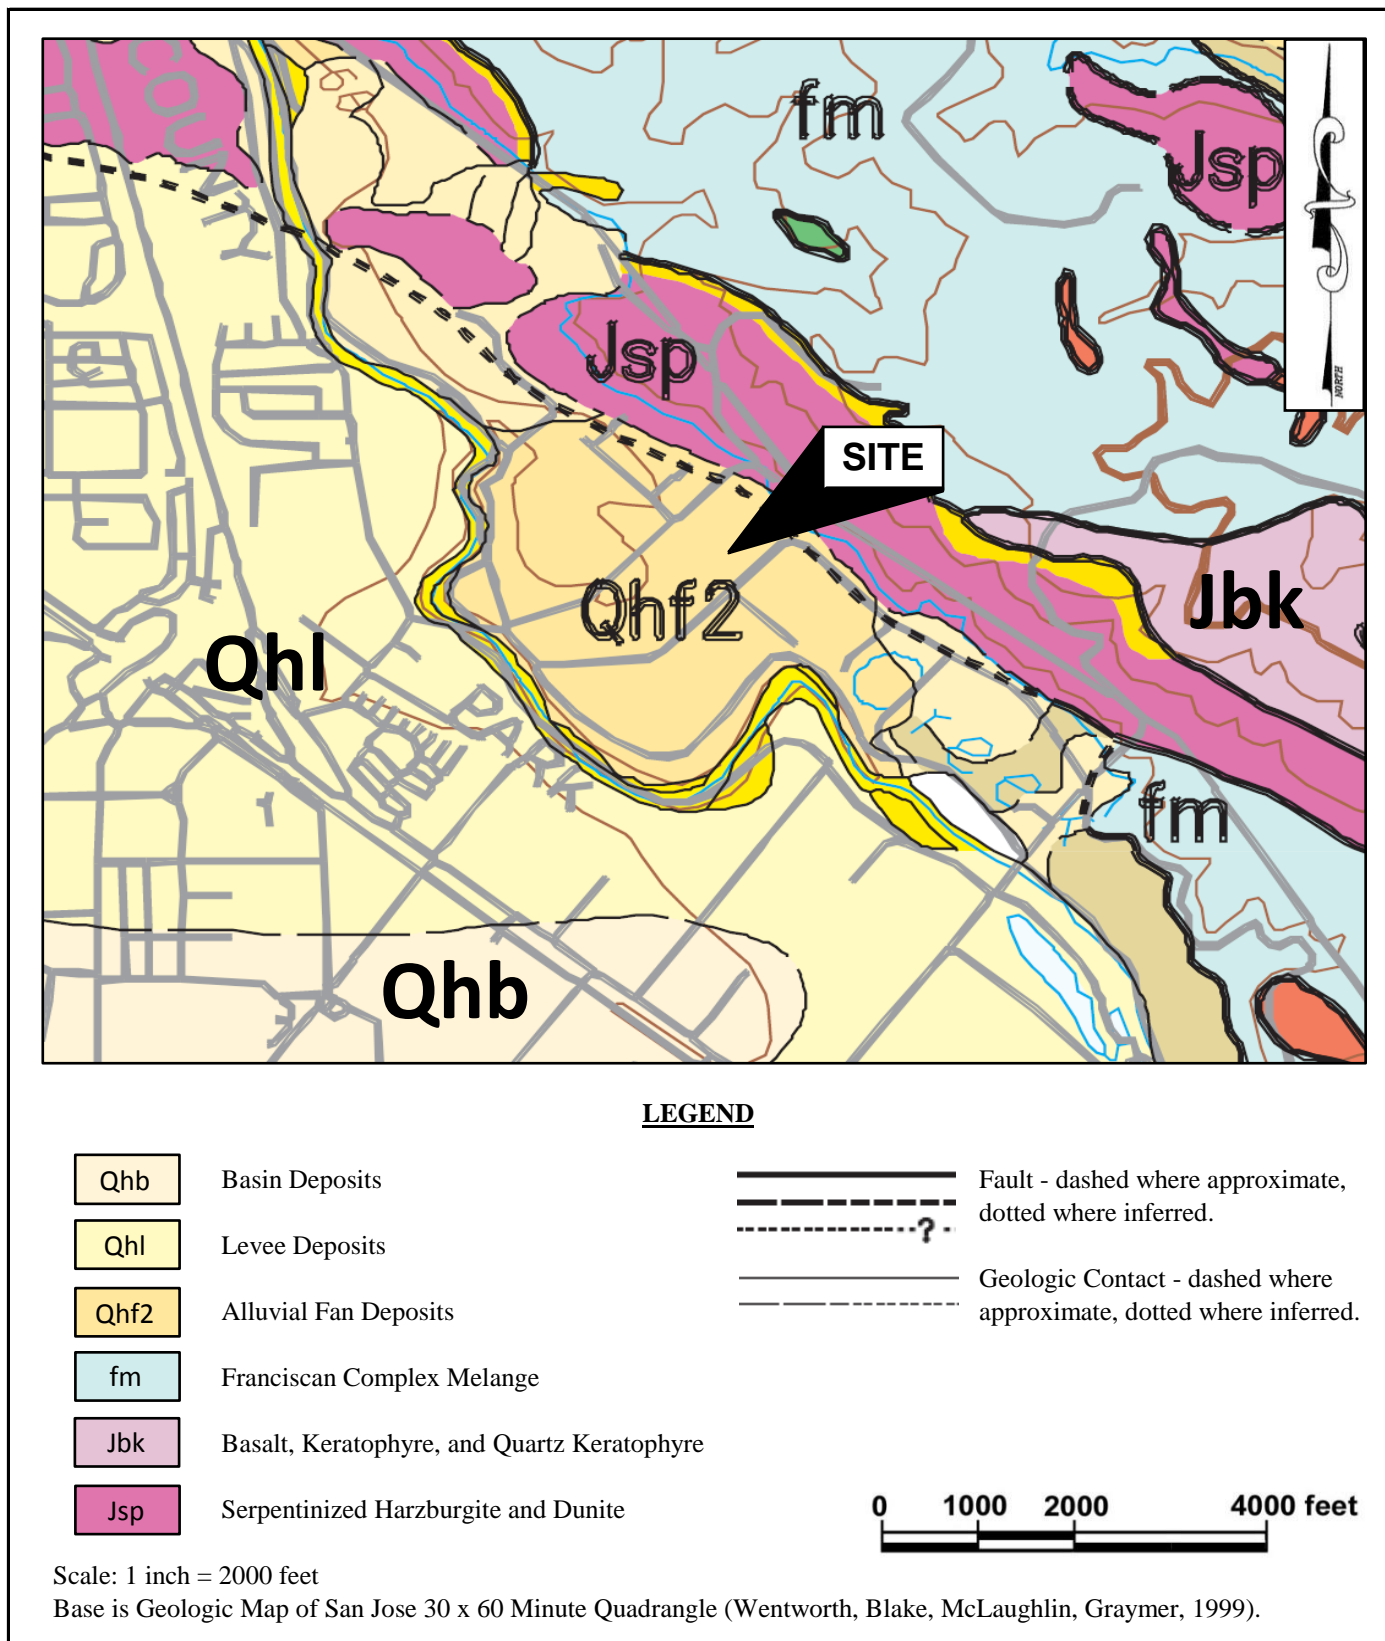 COUNTY
fm
Jsp
NORTH
Jsp
SITE
Qhf2
Jbk
Qhl
PARK
fm
Qhb
LEGEND
Qhb Basin Deposits
Qhl Levee Deposits
Qhf2 Alluvial Fan Deposits
fm Franciscan Complex Melange
Jbk Basalt, Keratophyre, and Quartz Keratophyre
Jsp Serpentinized Harzburgite and Dunite
Fault - dashed where approximate,
dotted where inferred.
?
Geologic Contact - dashed where
approximate, dotted where inferred.
0 1000 2000 4000 feet
Scale: 1 inch = 2000 feet
Base is Geologic Map of San Jose 30 x 60 Minute Quadrangle (Wentworth, Blake, McLaughlin, Graymer, 1999).